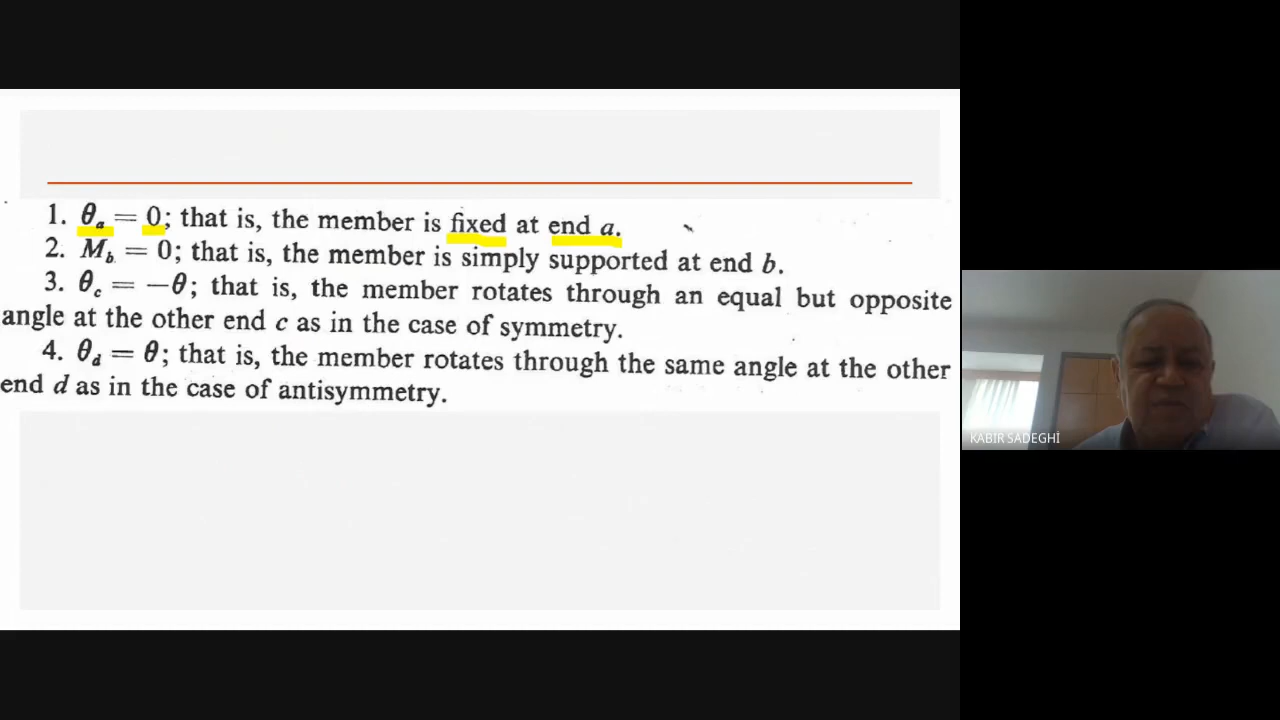 1. θₐ = 0; that is, the member is fixed at end a.
2. M_b = 0; that is, the member is simply supported at end b.
3. θ_c = −θ; that is, the member rotates through an equal but opposite
angle at the other end c as in the case of symmetry.
4. θ_d = θ; that is, the member rotates through the same angle at the other
end d as in the case of antisymmetry.
KABIR SADEGHİ